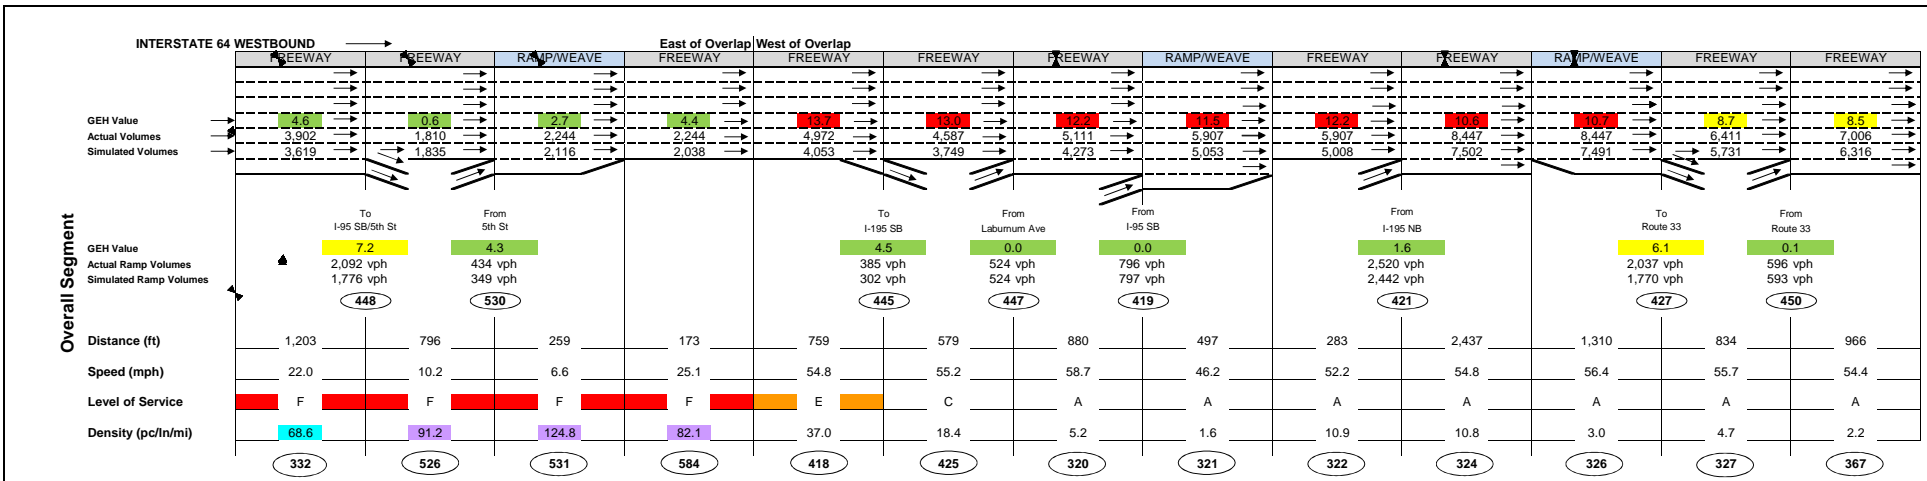 INTERSTATE 64 WESTBOUND East of Overlap West of Overlap
FREEWAY FREEWAY RAMP/WEAVE FREEWAY FREEWAY FREEWAY FREEWAY RAMP/WEAVE FREEWAY FREEWAY RAMP/WEAVE FREEWAY FREEWAY
GEH Value 4.6 0.6 2.7 4.4 13.7 13.0 12.2 11.5 12.2 10.6 10.7 8.7 8.5
Actual Volumes 3,902 1,810 2,244 2,244 4,972 4,587 5,111 5,907 5,907 8,447 8,447 6,411 7,006
Simulated Volumes 3,619 1,835 2,116 2,038 4,053 3,749 4,273 5,053 5,008 7,502 7,491 5,731 6,316
To From To From From From To From
I-95 SB/5th St 5th St I-195 SB Laburnum Ave I-95 SB I-195 NB Route 33 Route 33
GEH Value 7.2 4.3 4.5 0.0 0.0 1.6 6.1 0.1
Actual Ramp Volumes 2,092 vph 434 vph 385 vph 524 vph 796 vph 2,520 vph 2,037 vph 596 vph
Simulated Ramp Volumes 1,776 vph 349 vph 302 vph 524 vph 797 vph 2,442 vph 1,770 vph 593 vph
448 530 445 447 419 421 427 450
Overall Segment
Distance (ft) 1,203 796 259 173 759 579 880 497 283 2,437 1,310 834 966
Speed (mph) 22.0 10.2 6.6 25.1 54.8 55.2 58.7 46.2 52.2 54.8 56.4 55.7 54.4
Level of Service F F F F E C A A A A A A A
Density (pc/ln/mi) 68.6 91.2 124.8 82.1 37.0 18.4 5.2 1.6 10.9 10.8 3.0 4.7 2.2
332 526 531 584 418 425 320 321 322 324 326 327 367